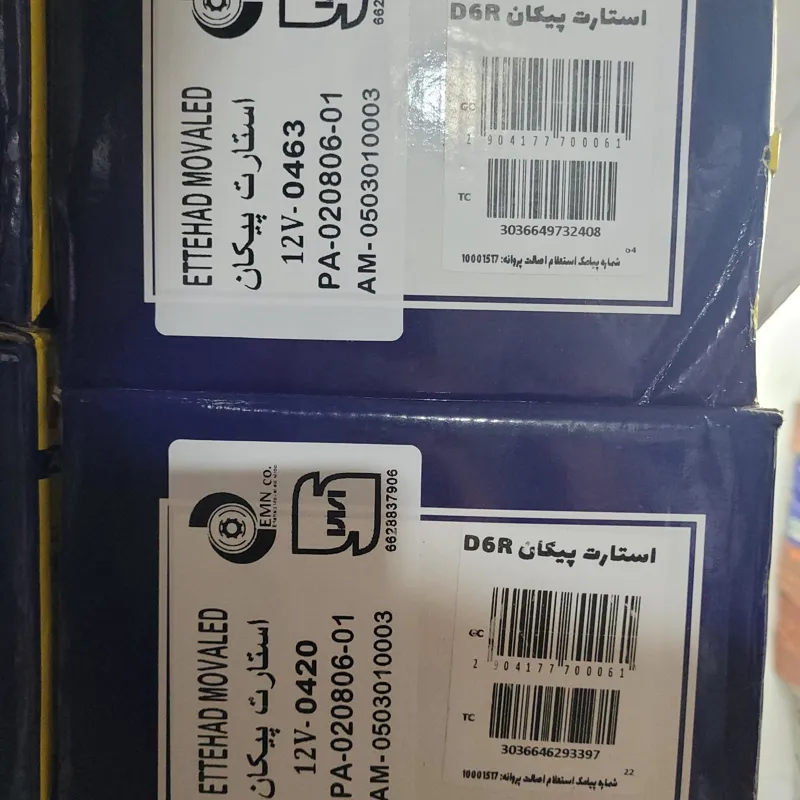 ETTEHAD MOVALED
استارت پیکان
12V-0463
PA-020806-01
AM-0503010003
استارت پیکان D6R
GC
2 904177 700061
TC
3036649732408
04
شماره پیامک استعلام اصالت پروانه: 10001517
EMN CO.
6628837906
ETTEHAD MOVALED
استارت پیکان
12V-0420
PA-020806-01
AM-0503010003
استارت پیکان D6R
GC
2 904177 700061
TC
3036646293397
22
شماره پیامک استعلام اصالت پروانه: 10001517